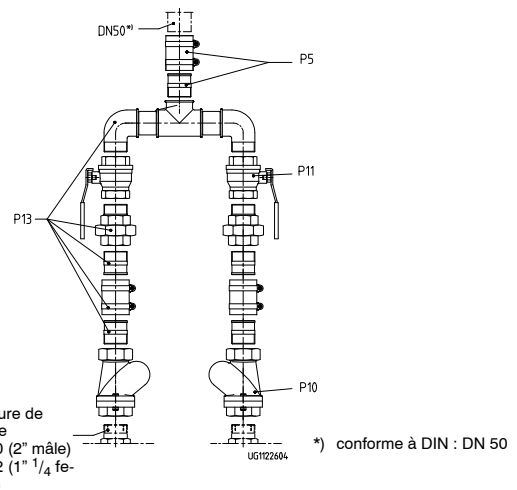 DN50*)
P5
P11
P13
P10
ure de
e
0 (2” mâle)
2 (1” 1/4 fe-
UG1122604
*) conforme à DIN : DN 50